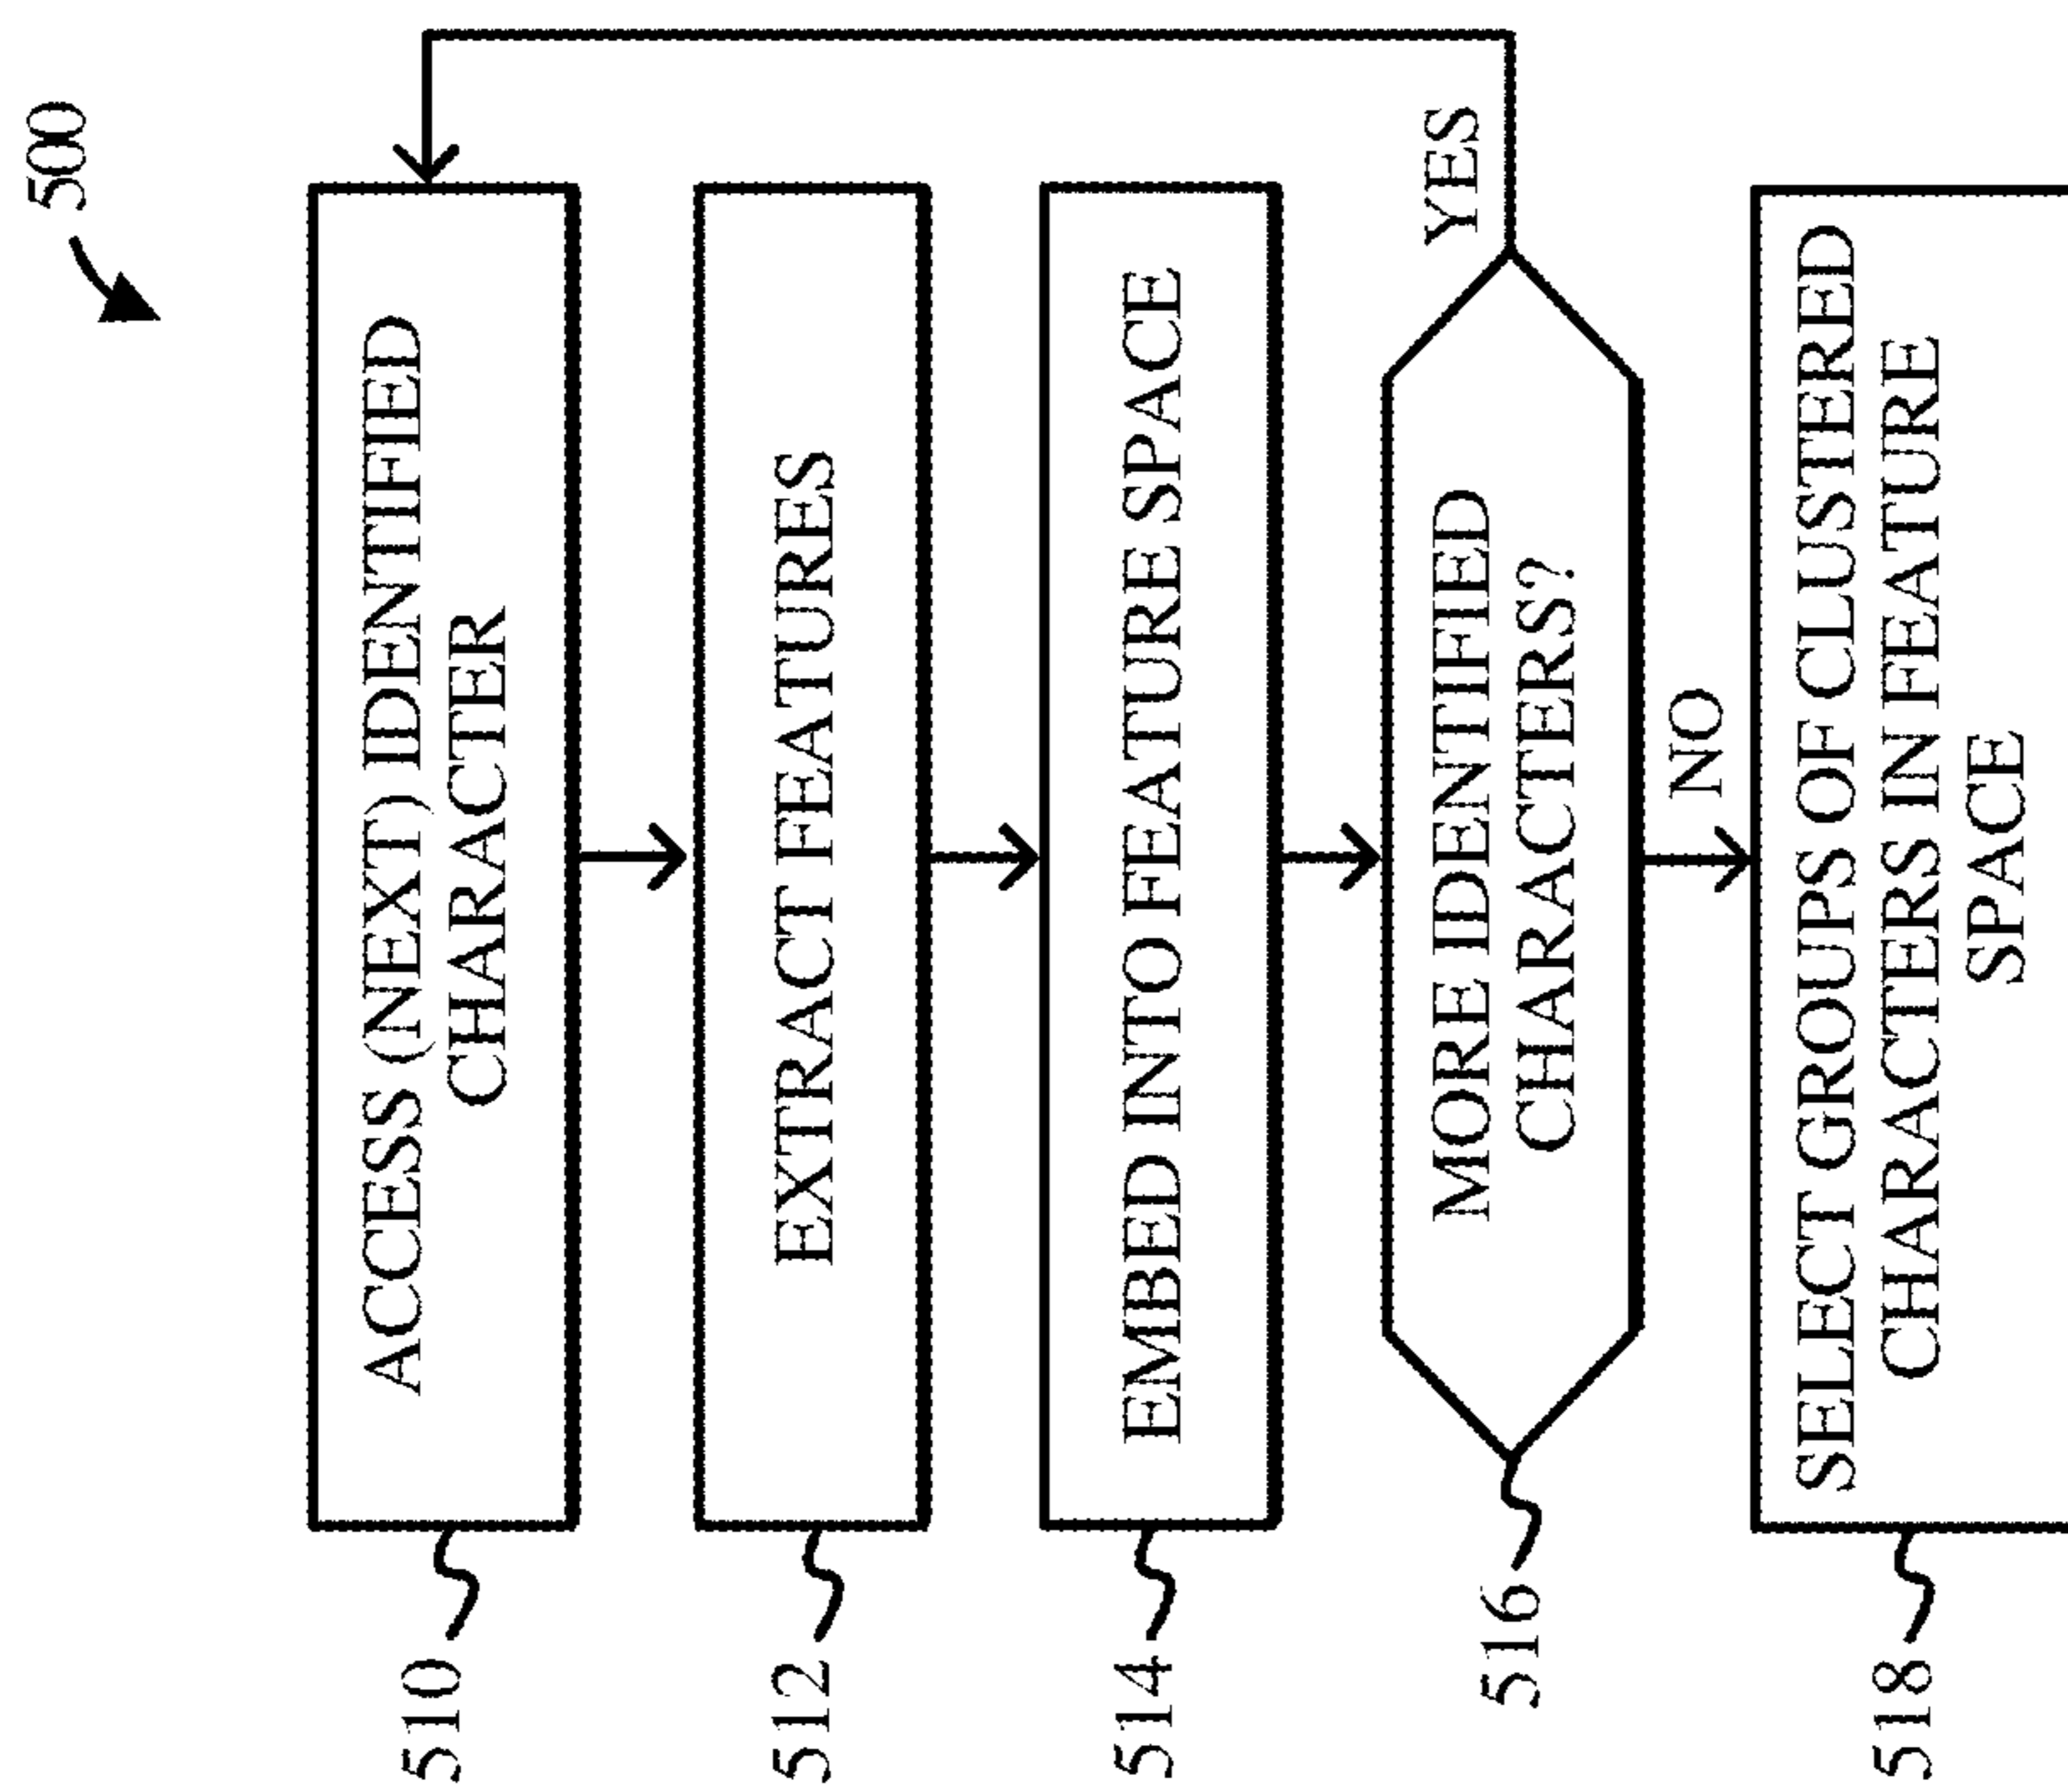 500
510
ACCESS (NEXT) IDENTIFIED
CHARACTER
512
EXTRACT FEATURES
514
EMBED INTO FEATURE SPACE
516
MORE IDENTIFIED
CHARACTERS?
YES
NO
518
SELECT GROUPS OF CLUSTERED
CHARACTERS IN FEATURE
SPACE